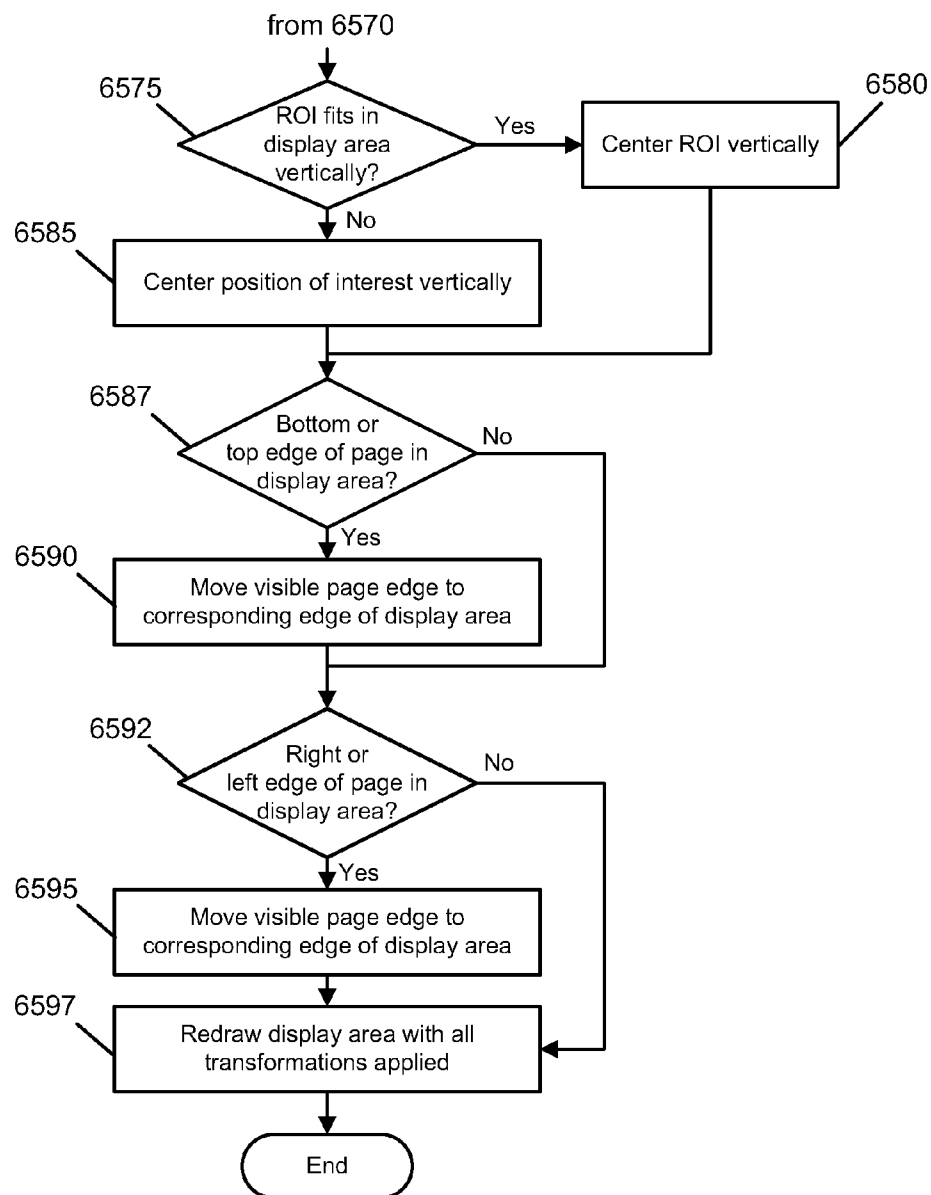 from 6570
6575
ROI fits in
display area
vertically?
Yes
6580
Center ROI vertically
No
6585
Center position of interest vertically
6587
Bottom or
top edge of page in
display area?
No
Yes
6590
Move visible page edge to
corresponding edge of display area
6592
Right or
left edge of page in
display area?
No
Yes
6595
Move visible page edge to
corresponding edge of display area
6597
Redraw display area with all
transformations applied
End